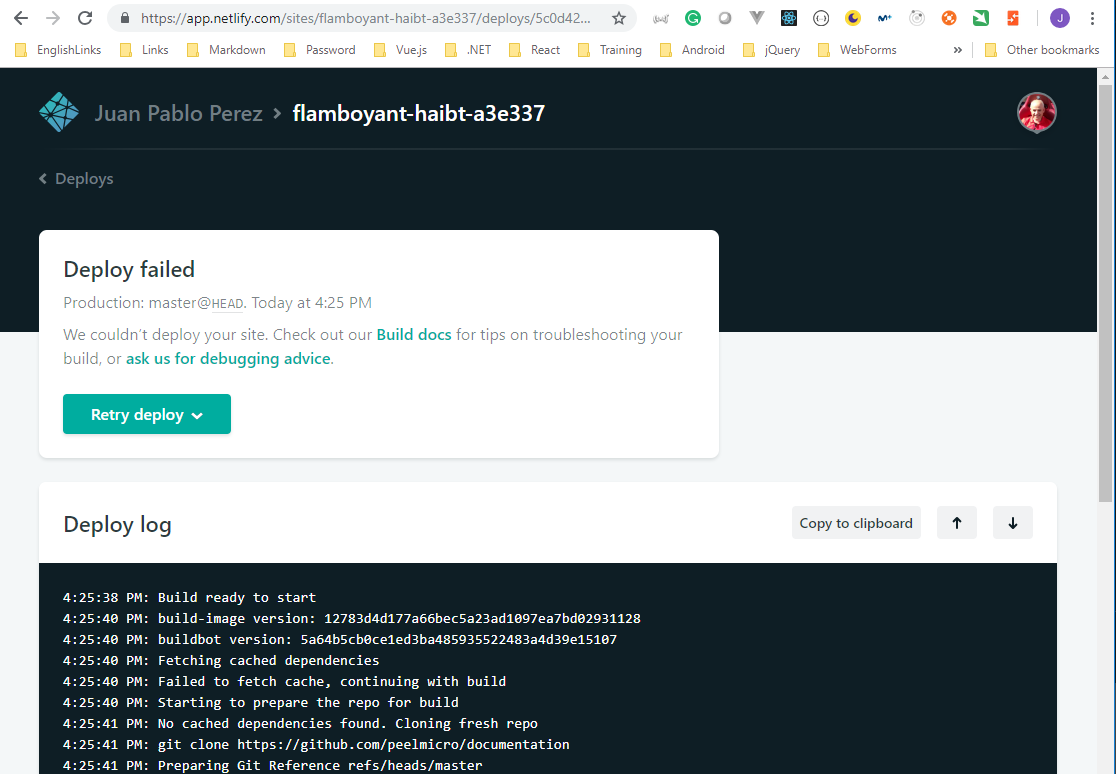 https://app.netlify.com/sites/flamboyant-haibt-a3e337/deploys/5c0d42...
EnglishLinks Links Markdown Password Vue.js .NET React Training Android jQuery WebForms » Other bookmarks
Juan Pablo Perez > flamboyant-haibt-a3e337
Deploys
Deploy failed
Production: master@HEAD. Today at 4:25 PM
We couldn't deploy your site. Check out our Build docs for tips on troubleshooting your
build, or ask us for debugging advice.
Retry deploy
Deploy log
Copy to clipboard
4:25:38 PM: Build ready to start
4:25:40 PM: build-image version: 12783d4d177a66bec5a23ad1097ea7bd02931128
4:25:40 PM: buildbot version: 5a64b5cb0ce1ed3ba485935522483a4d39e15107
4:25:40 PM: Fetching cached dependencies
4:25:40 PM: Failed to fetch cache, continuing with build
4:25:40 PM: Starting to prepare the repo for build
4:25:41 PM: No cached dependencies found. Cloning fresh repo
4:25:41 PM: git clone https://github.com/peelmicro/documentation
4:25:41 PM: Preparing Git Reference refs/heads/master